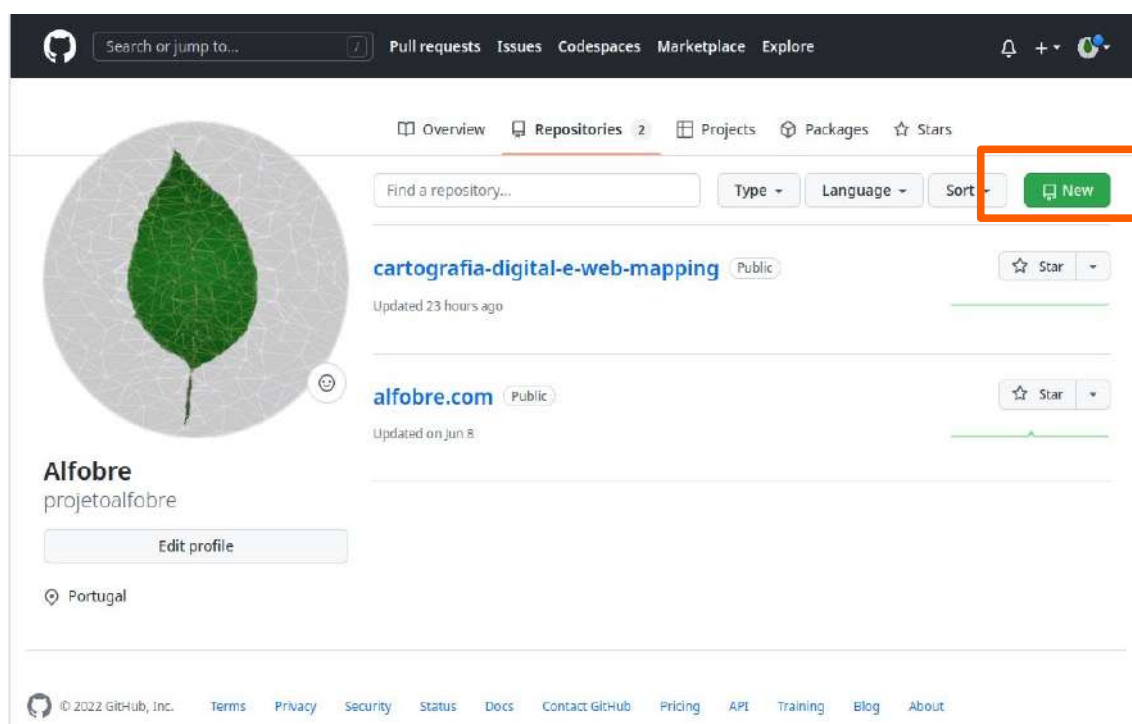 Search or jump to... / Pull requests Issues Codespaces Marketplace Explore
Overview Repositories 2 Projects Packages Stars
Find a repository... Type Language Sort New
cartografia-digital-e-web-mapping Public Star
Updated 23 hours ago
alfobre.com Public Star
Updated on Jun 8
Alfobre
projetoalfobre
Edit profile
Portugal
© 2022 GitHub, Inc. Terms Privacy Security Status Docs Contact GitHub Pricing API Training Blog About